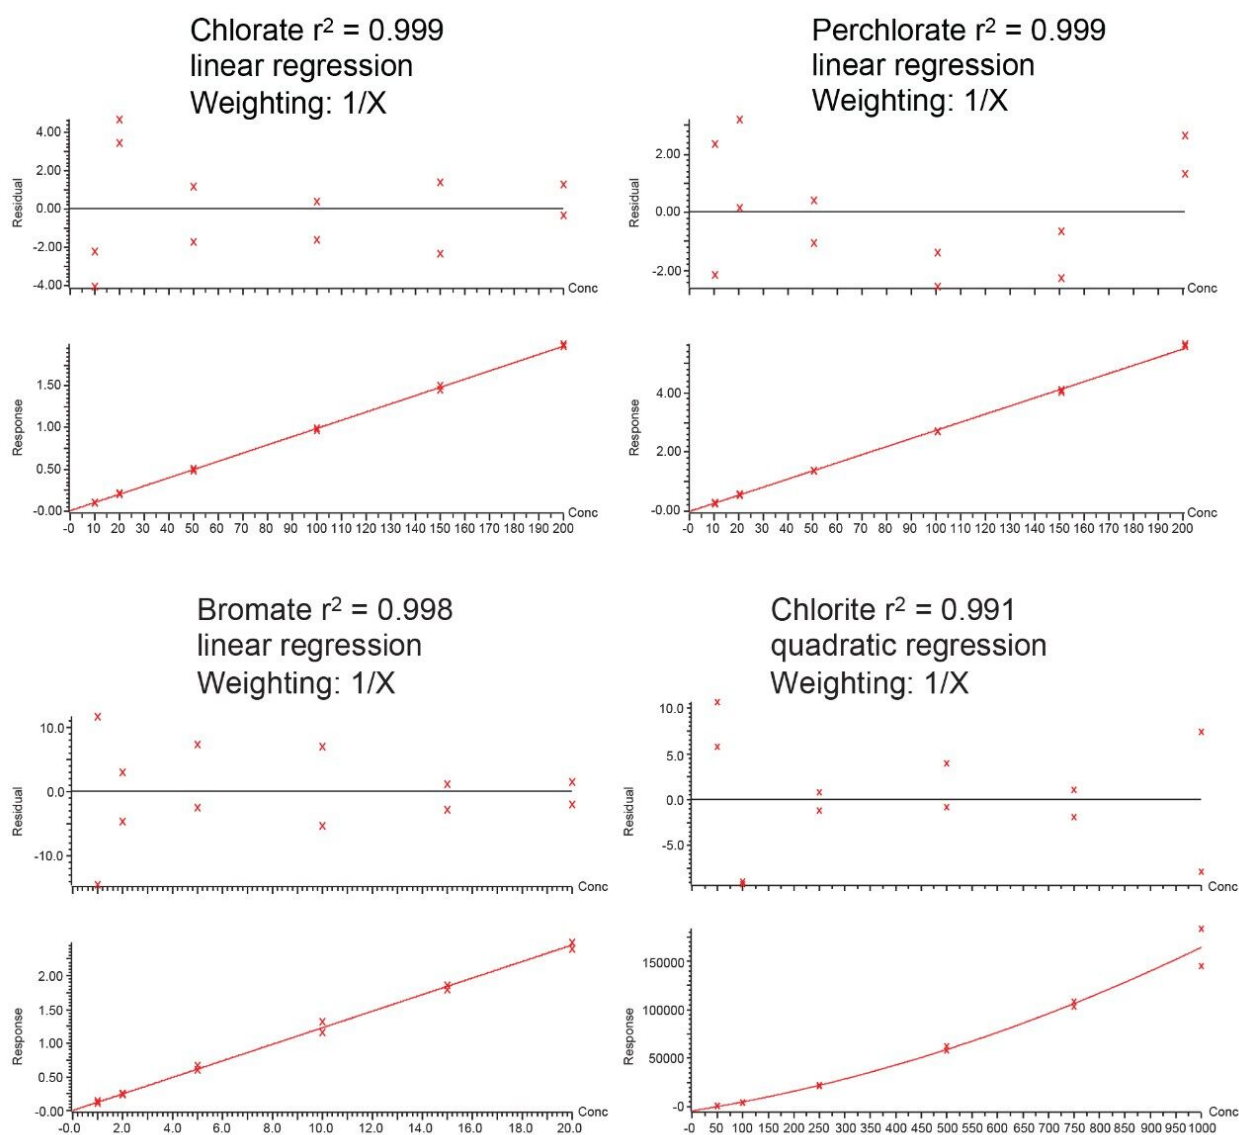 Chlorate r² = 0.999
linear regression
Weighting: 1/X
Residual
4.00
2.00
0.00
-2.00
-4.00
Conc
Response
1.50
1.00
0.50
-0.00
-0 10 20 30 40 50 60 70 80 90 100 110 120 130 140 150 160 170 180 190 200
Conc
Perchlorate r² = 0.999
linear regression
Weighting: 1/X
Residual
2.00
0.00
-2.00
Conc
Response
4.00
2.00
-0.00
-0 10 20 30 40 50 60 70 80 90 100 110 120 130 140 150 160 170 180 190 200
Conc
Bromate r² = 0.998
linear regression
Weighting: 1/X
Residual
10.0
0.0
-10.0
Conc
Response
2.00
1.50
1.00
0.50
-0.00
-0.0 2.0 4.0 6.0 8.0 10.0 12.0 14.0 16.0 18.0 20.0
Conc
Chlorite r² = 0.991
quadratic regression
Weighting: 1/X
Residual
10.0
5.0
0.0
-5.0
Conc
Response
150000
100000
50000
-0
-0 50 100 150 200 250 300 350 400 450 500 550 600 650 700 750 800 850 900 950 1000
Conc